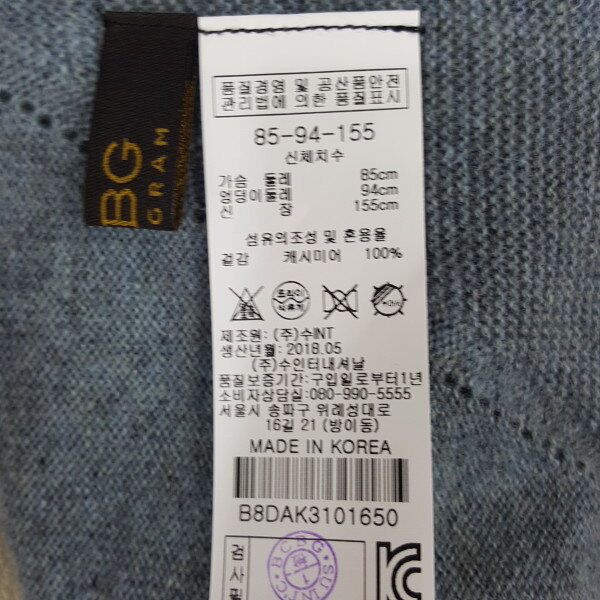 BG
GRAM
품질경영 및 공산품안전
관리법에 의한 품질표시
85-94-155
신체치수
가슴 둘레 85cm
엉덩이둘레 94cm
신 장 155cm
섬유의조성 및 혼용율
겉감 캐시미어 100%
드라이
제조원: (주)수INT
생산년월: 2018.05
(주)수인터내셔날
품질보증기간:구입일로부터1년
소비자상담실:080-990-5555
서울시 송파구 위례성대로
16길 21 (방이동)
MADE IN KOREA
B8DAK3101650
검사필
BCBG